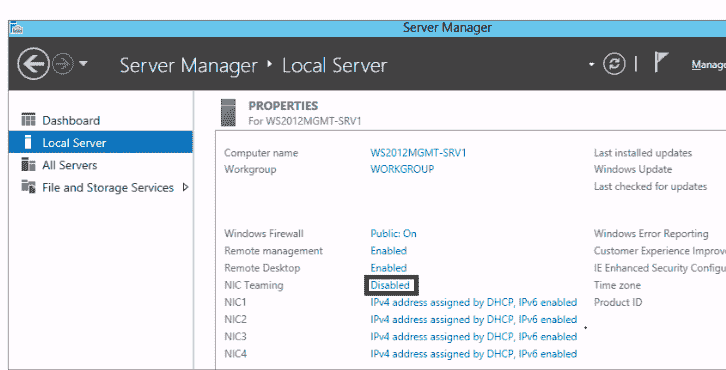 Server Manager
Server Manager ‣ Local Server
Manage
Dashboard
Local Server
All Servers
File and Storage Services
PROPERTIES
For WS2012MGMT-SRV1
Computer name WS2012MGMT-SRV1 Last installed updates
Workgroup WORKGROUP Windows Update
Last checked for updates
Windows Firewall Public: On Windows Error Reporting
Remote management Enabled Customer Experience Improv
Remote Desktop Enabled IE Enhanced Security Configu
NIC Teaming Disabled Time zone
NIC1 IPv4 address assigned by DHCP, IPv6 enabled Product ID
NIC2 IPv4 address assigned by DHCP, IPv6 enabled
NIC3 IPv4 address assigned by DHCP, IPv6 enabled
NIC4 IPv4 address assigned by DHCP, IPv6 enabled